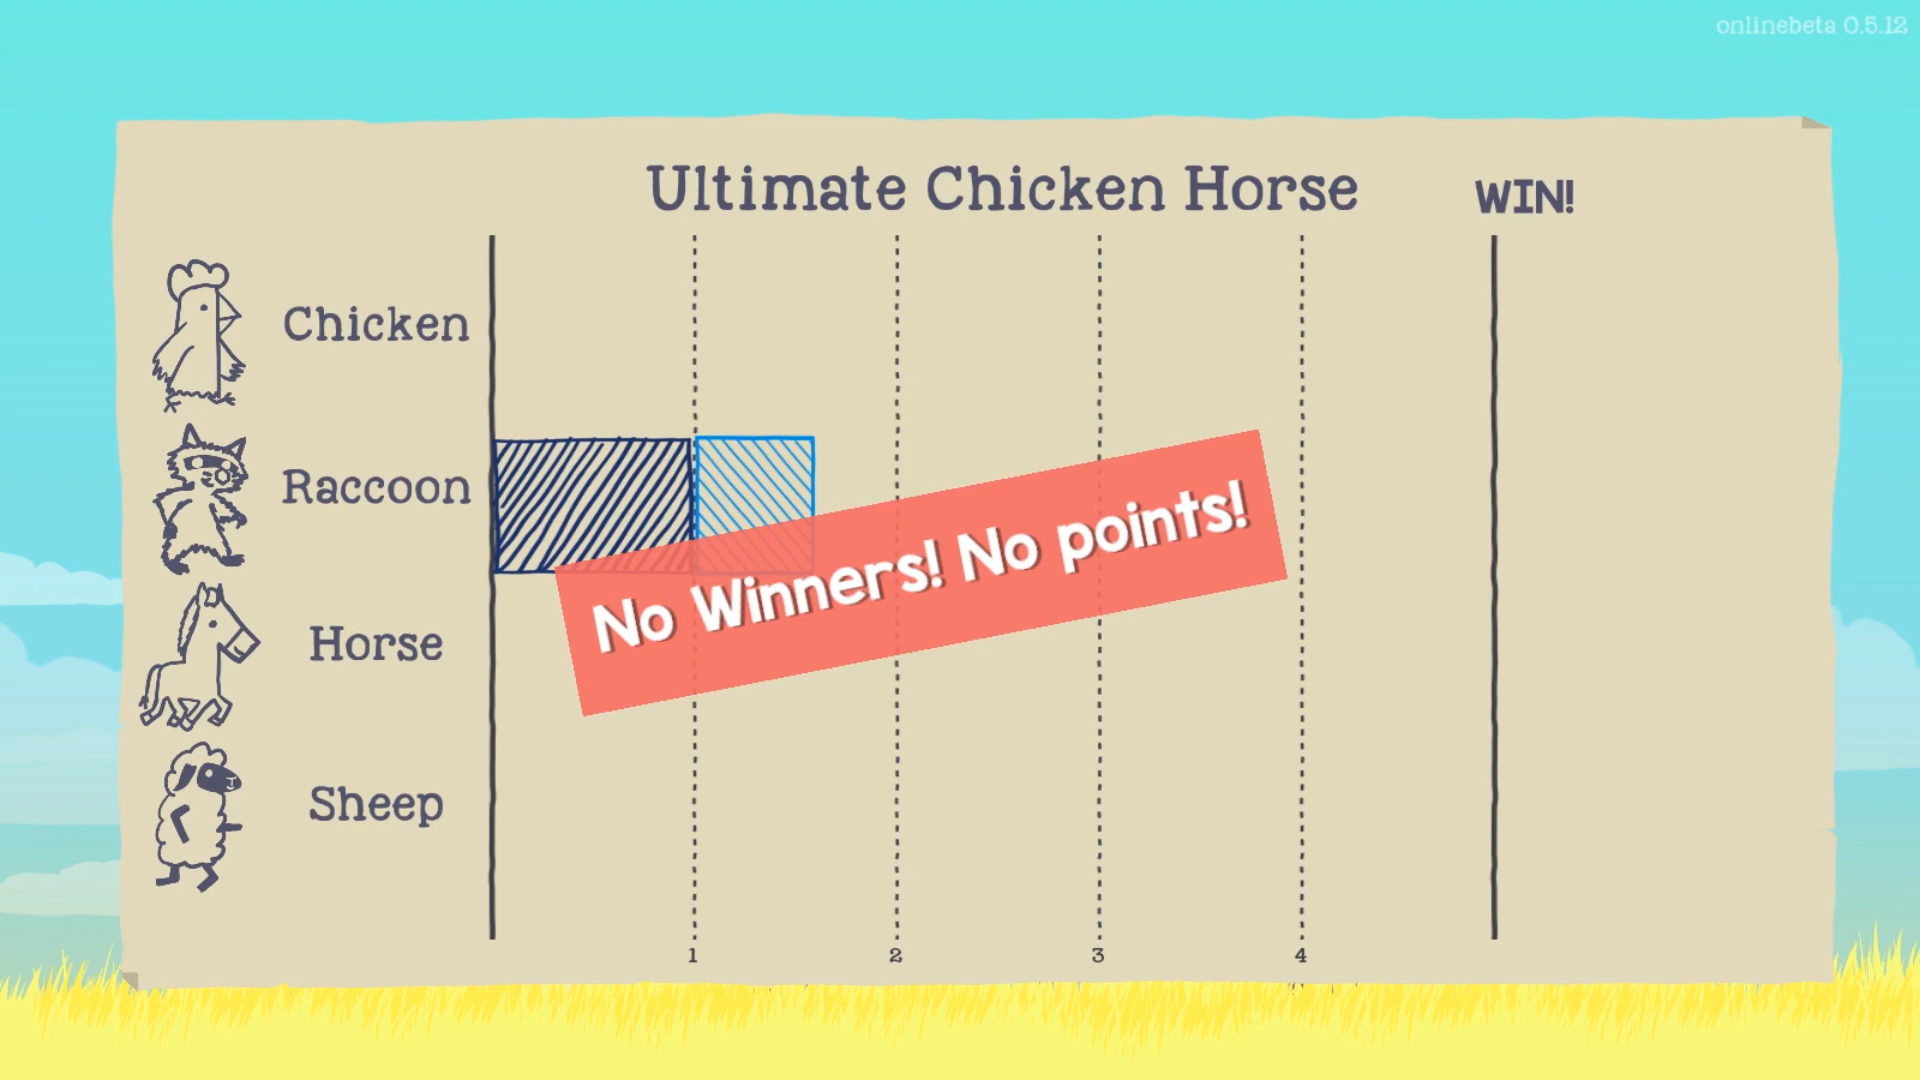 onlinebeta 0.5.12
Ultimate Chicken Horse
WIN!
Chicken
Raccoon
No Winners! No points!
Horse
Sheep
1
2
3
4